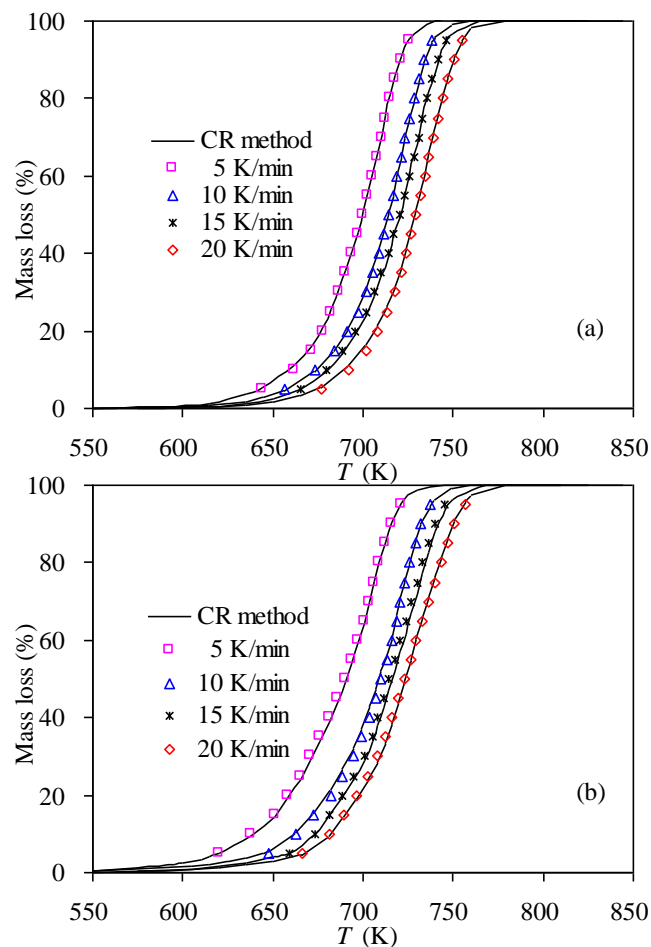 100
80
60
40
20
0
Mass loss (%)
CR method
5 K/min
10 K/min
15 K/min
20 K/min
(a)
550 600 650 700 750 800 850
T (K)
100
80
60
40
20
0
Mass loss (%)
CR method
5 K/min
10 K/min
15 K/min
20 K/min
(b)
550 600 650 700 750 800 850
T (K)